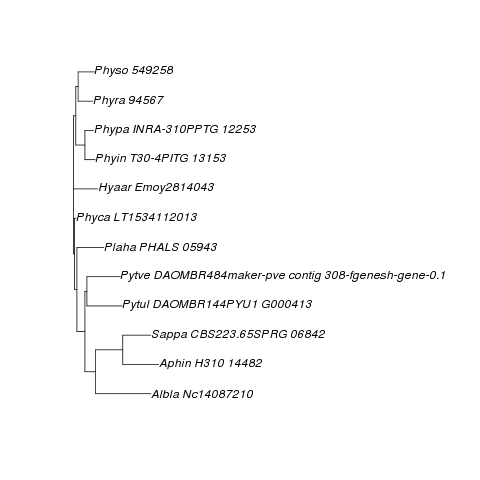 Physo 549258
Phyra 94567
Phypa INRA-310PPTG 12253
Phyin T30-4PITG 13153
Hyaar Emoy2814043
Phyca LT1534112013
Plaha PHALS 05943
Pytve DAOMBR484maker-pve contig 308-fgenesh-gene-0.1
Pytul DAOMBR144PYU1 G000413
Sappa CBS223.65SPRG 06842
Aphin H310 14482
Albla Nc14087210